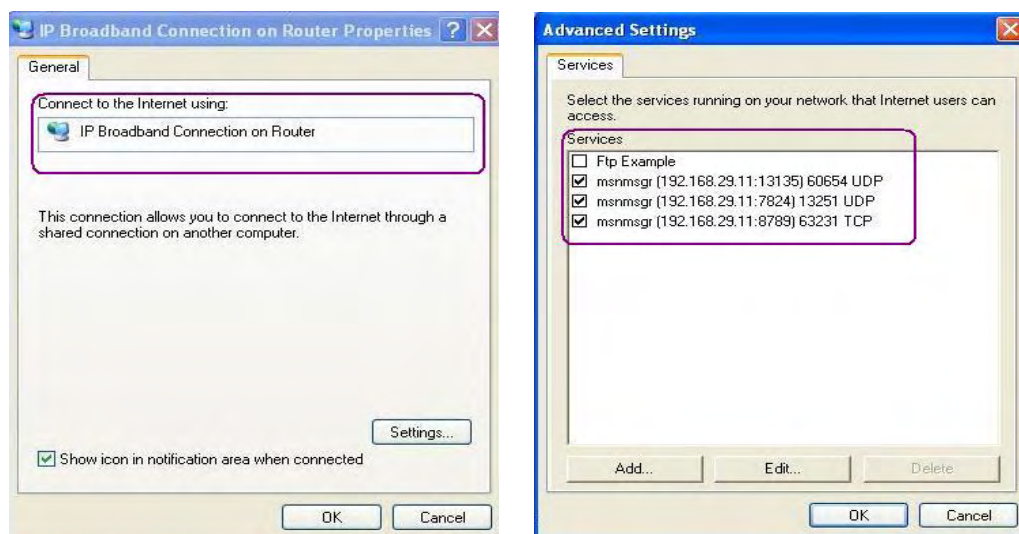 IP Broadband Connection on Router Properties
General
Connect to the Internet using:
IP Broadband Connection on Router
This connection allows you to connect to the Internet through a
shared connection on another computer.
Settings...
Show icon in notification area when connected
OK Cancel
Advanced Settings
Services
Select the services running on your network that Internet users can
access.
Services
Ftp Example
msnmsgr (192.168.29.11:13135) 60654 UDP
msnmsgr (192.168.29.11:7824) 13251 UDP
msnmsgr (192.168.29.11:8789) 63231 TCP
Add... Edit... Delete
OK Cancel